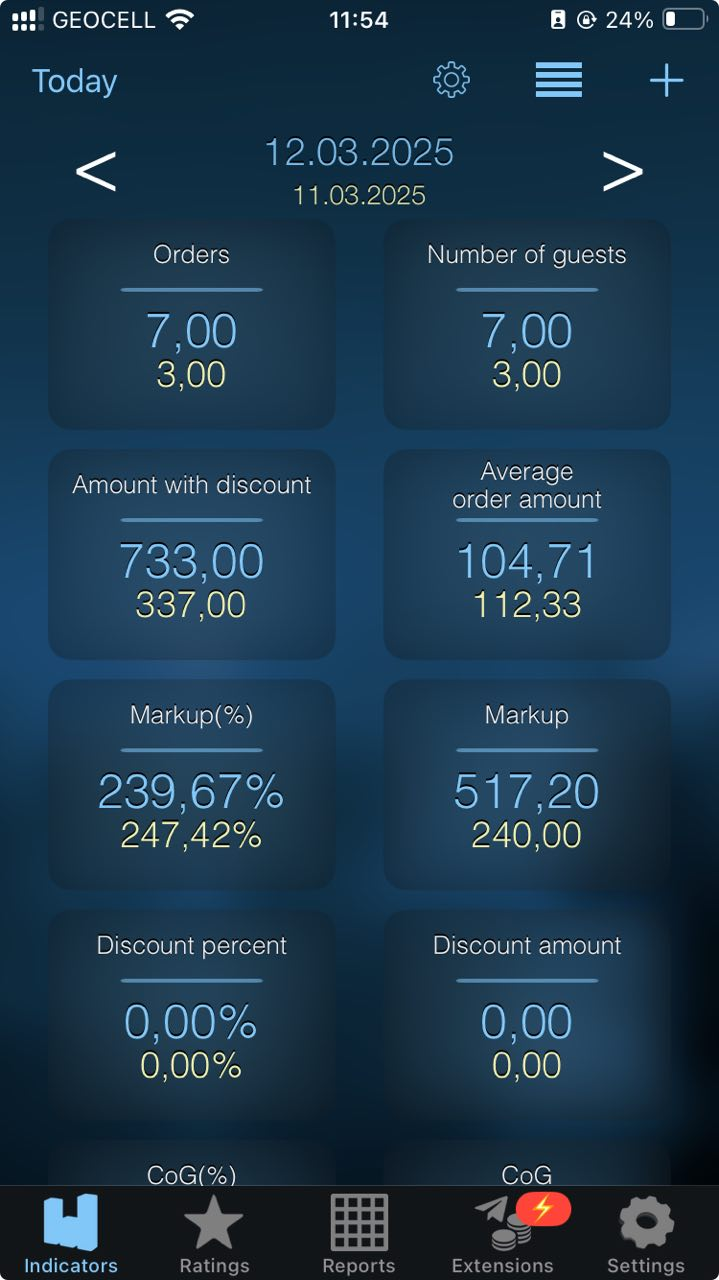 GEOCELL 11:54 24%
Today
12.03.2025
11.03.2025
Orders
7,00
3,00
Number of guests
7,00
3,00
Amount with discount
733,00
337,00
Average
order amount
104,71
112,33
Markup(%)
239,67%
247,42%
Markup
517,20
240,00
Discount percent
0,00%
0,00%
Discount amount
0,00
0,00
CoG(%)
CoG
Indicators Ratings Reports Extensions Settings